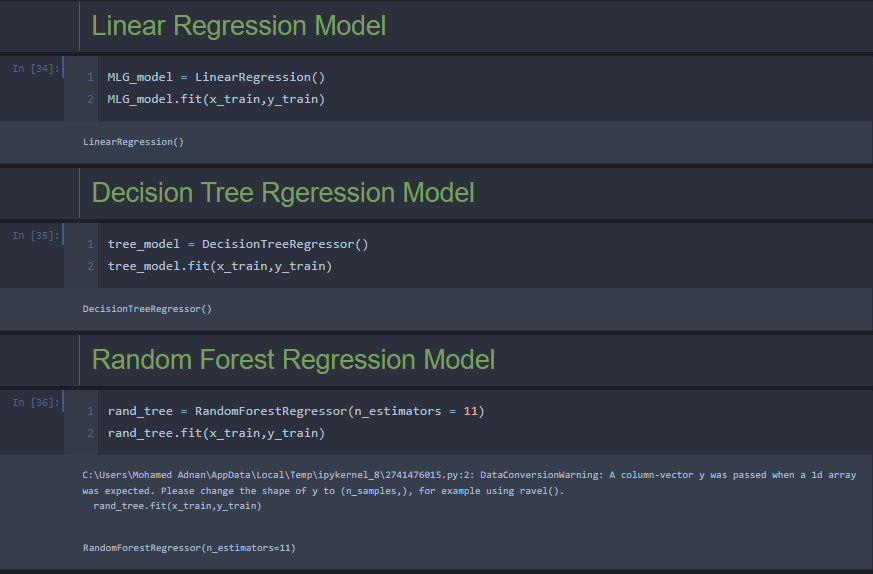 Linear Regression Model
In [34]:
1 MLG_model = LinearRegression()
2 MLG_model.fit(x_train,y_train)
LinearRegression()
Decision Tree Rgeression Model
In [35]:
1 tree_model = DecisionTreeRegressor()
2 tree_model.fit(x_train,y_train)
DecisionTreeRegressor()
Random Forest Regression Model
In [36]:
1 rand_tree = RandomForestRegressor(n_estimators = 11)
2 rand_tree.fit(x_train,y_train)
C:\Users\Mohamed Adnan\AppData\Local\Temp\ipykernel_8\2741476015.py:2: DataConversionWarning: A column-vector y was passed when a 1d array
was expected. Please change the shape of y to (n_samples,), for example using ravel().
rand_tree.fit(x_train,y_train)
RandomForestRegressor(n_estimators=11)